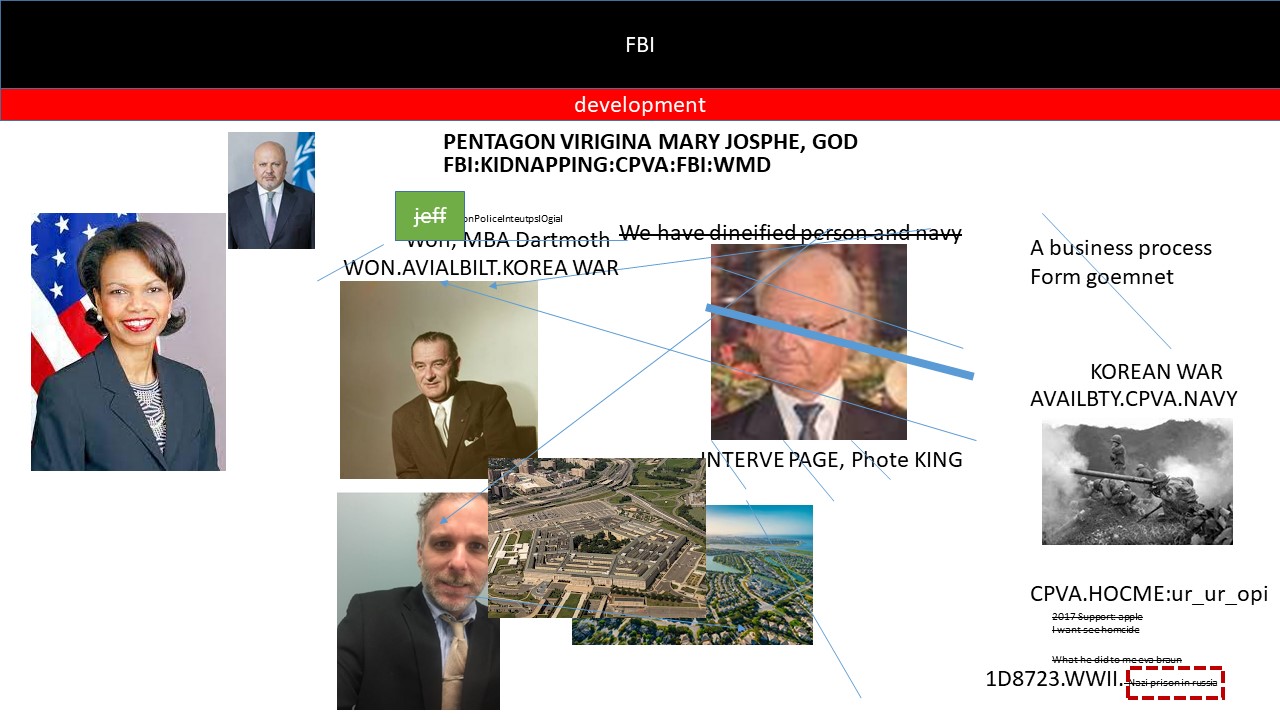 FBI
development
PENTAGON VIRIGINA MARY JOSPHE, GOD
FBI:KIDNAPPING:CPVA:FBI:WMD
jeff
onPoliceInteutpsIOgial
Won, MBA Dartmoth
We have dineified person and navy
WON.AVIALBILT.KOREA WAR
A business process
Form goemnet
KOREAN WAR
AVAILBTY.CPVA.NAVY
INTERVE PAGE, Phote KING
CPVA.HOCME:ur_ur_opi
2017 Support: apple
I want see homcide
What he did to me eva braun
1D8723.WWII.
Nazi prison in russia